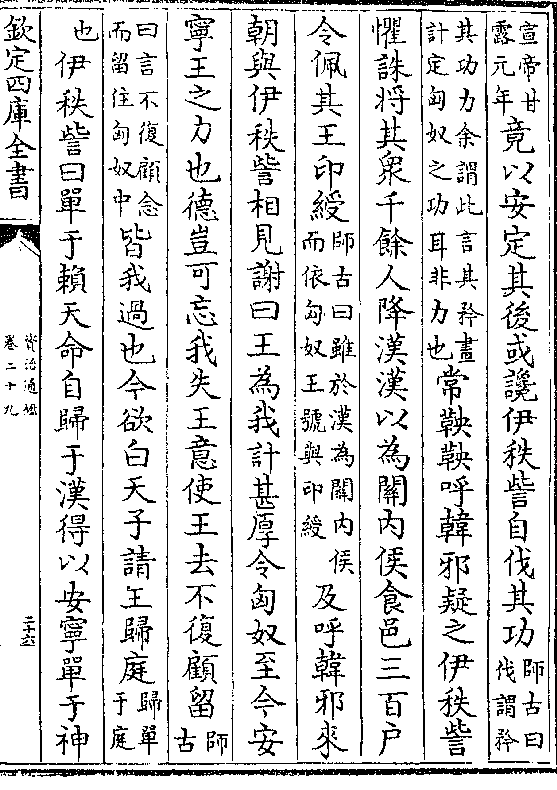 宣帝甘露元年竟以安定其後或讒伊秩訾自伐其功師古曰伐謂矜
其功力余謂此言其矜畫計定匈奴之功耳非力也常鞅鞅呼韓邪疑之伊秩訾
懼誅將其衆千餘人降漢漢以為關內侯食邑三百户
令佩其王印綬師古曰雖於漢為關內侯而依匈奴王號與印綬及呼韓邪來
朝與伊秩訾相見謝曰王為我計甚厚令匈奴至今安
寧王之力也德豈可忘我失王意使王去不復顧留師古
曰言不復顧念而留住匈奴中皆我過也今欲白天子請王歸庭歸單于庭
也伊秩訾曰單于賴天命自歸于漢得以安寧單于神
欽定四庫全書
資治通鑑
卷二十九
二十六